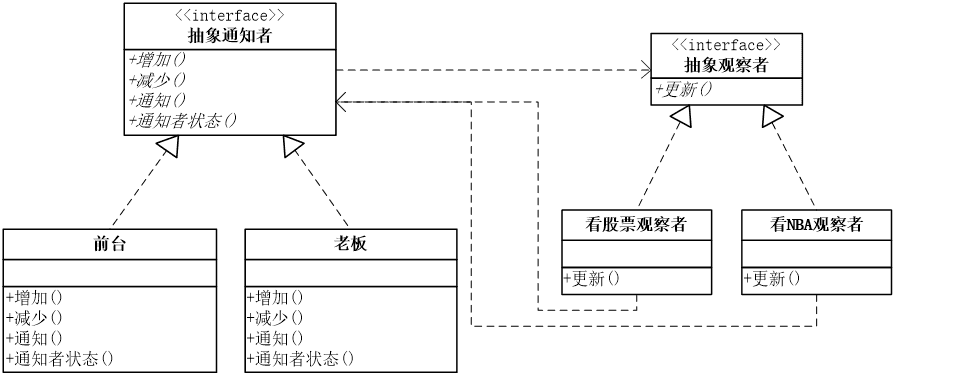 <<interface>>
抽象通知者
+增加()
+减少()
+通知()
+通知者状态()
<<interface>>
抽象观察者
+更新()
前台
+增加()
+减少()
+通知()
+通知者状态()
老板
+增加()
+减少()
+通知()
+通知者状态()
看股票观察者
+更新()
看NBA观察者
+更新()